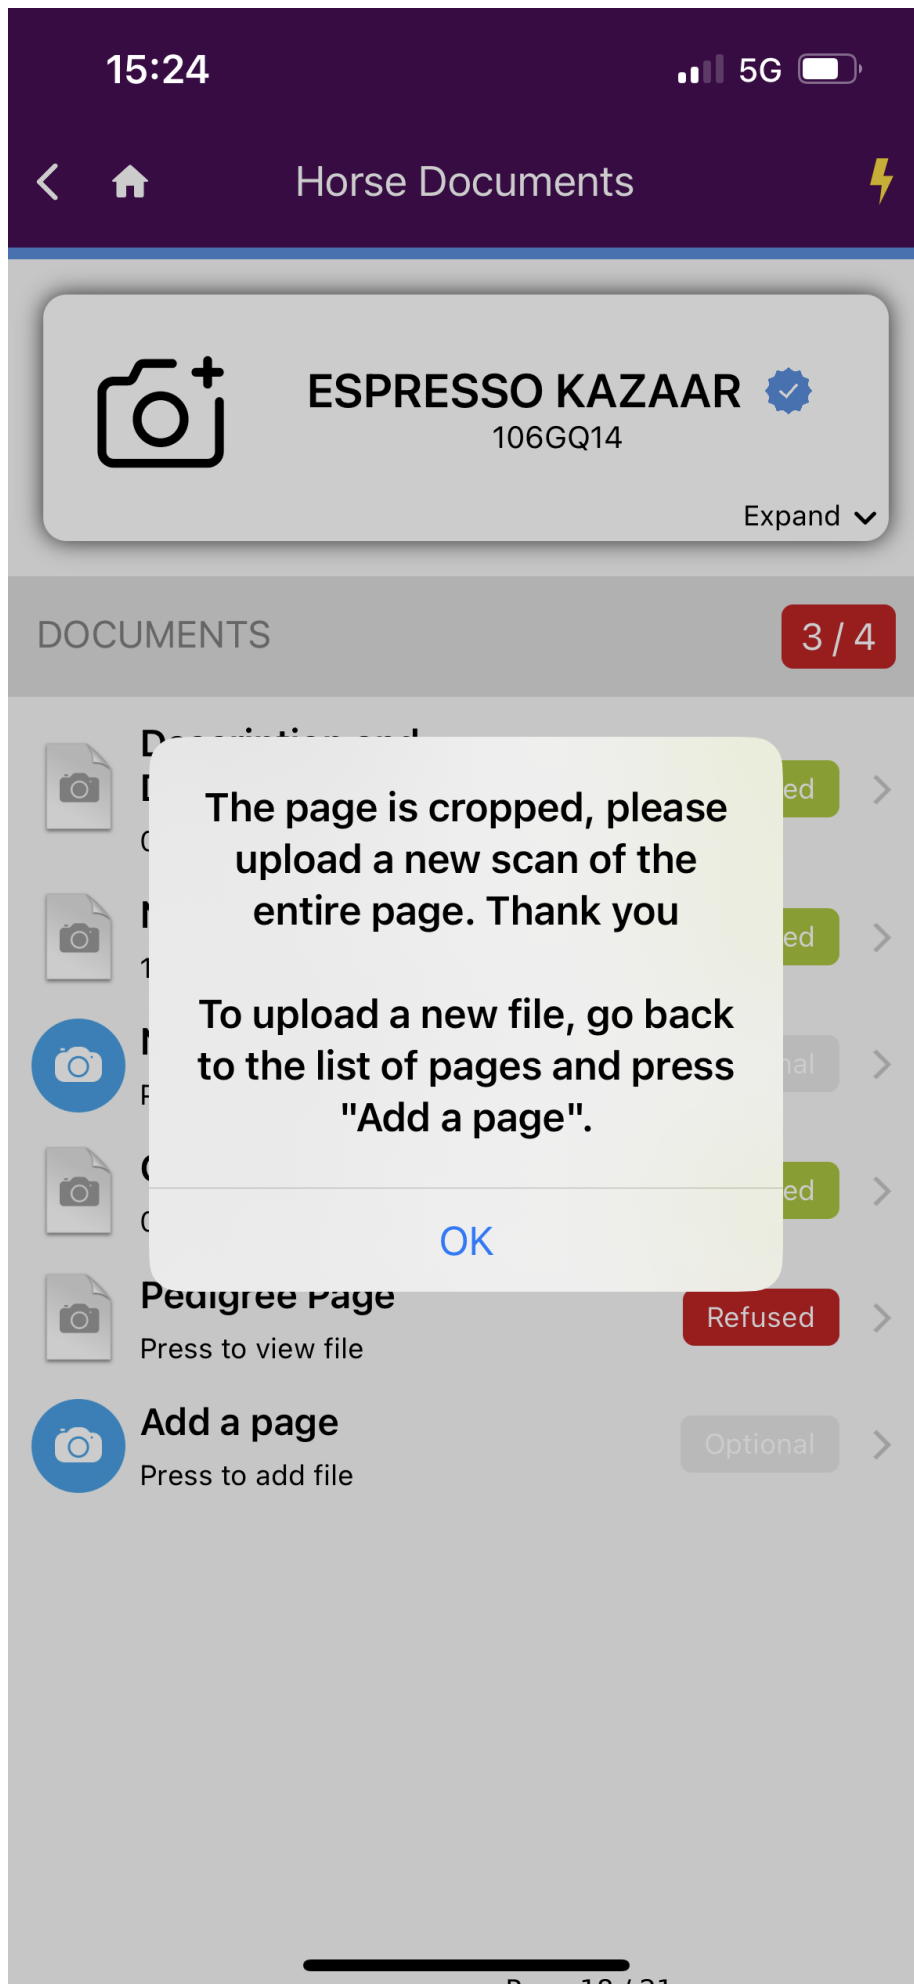 15:24
5G
Horse Documents
ESPRESSO KAZAAR
106GQ14
Expand
DOCUMENTS
3 / 4
The page is cropped, please
upload a new scan of the
entire page. Thank you
To upload a new file, go back
to the list of pages and press
"Add a page".
OK
Pedigree Page
Refused
Press to view file
Add a page
Optional
Press to add file